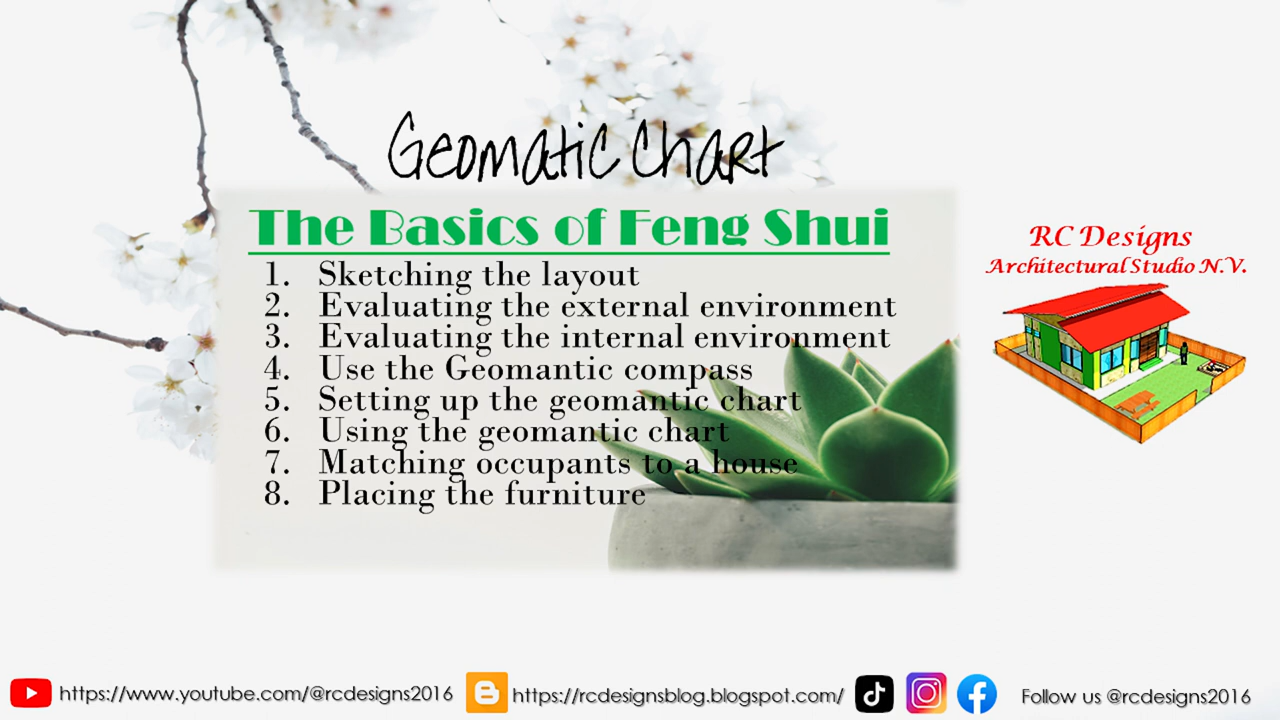 Geomatic Chart
The Basics of Feng Shui
1. Sketching the layout
2. Evaluating the external environment
3. Evaluating the internal environment
4. Use the Geomantic compass
5. Setting up the geomantic chart
6. Using the geomantic chart
7. Matching occupants to a house
8. Placing the furniture
RC Designs
Architectural Studio N.V.
https://www.youtube.com/@rcdesigns2016
https://rcdesignsblog.blogspot.com/
Follow us @rcdesigns2016